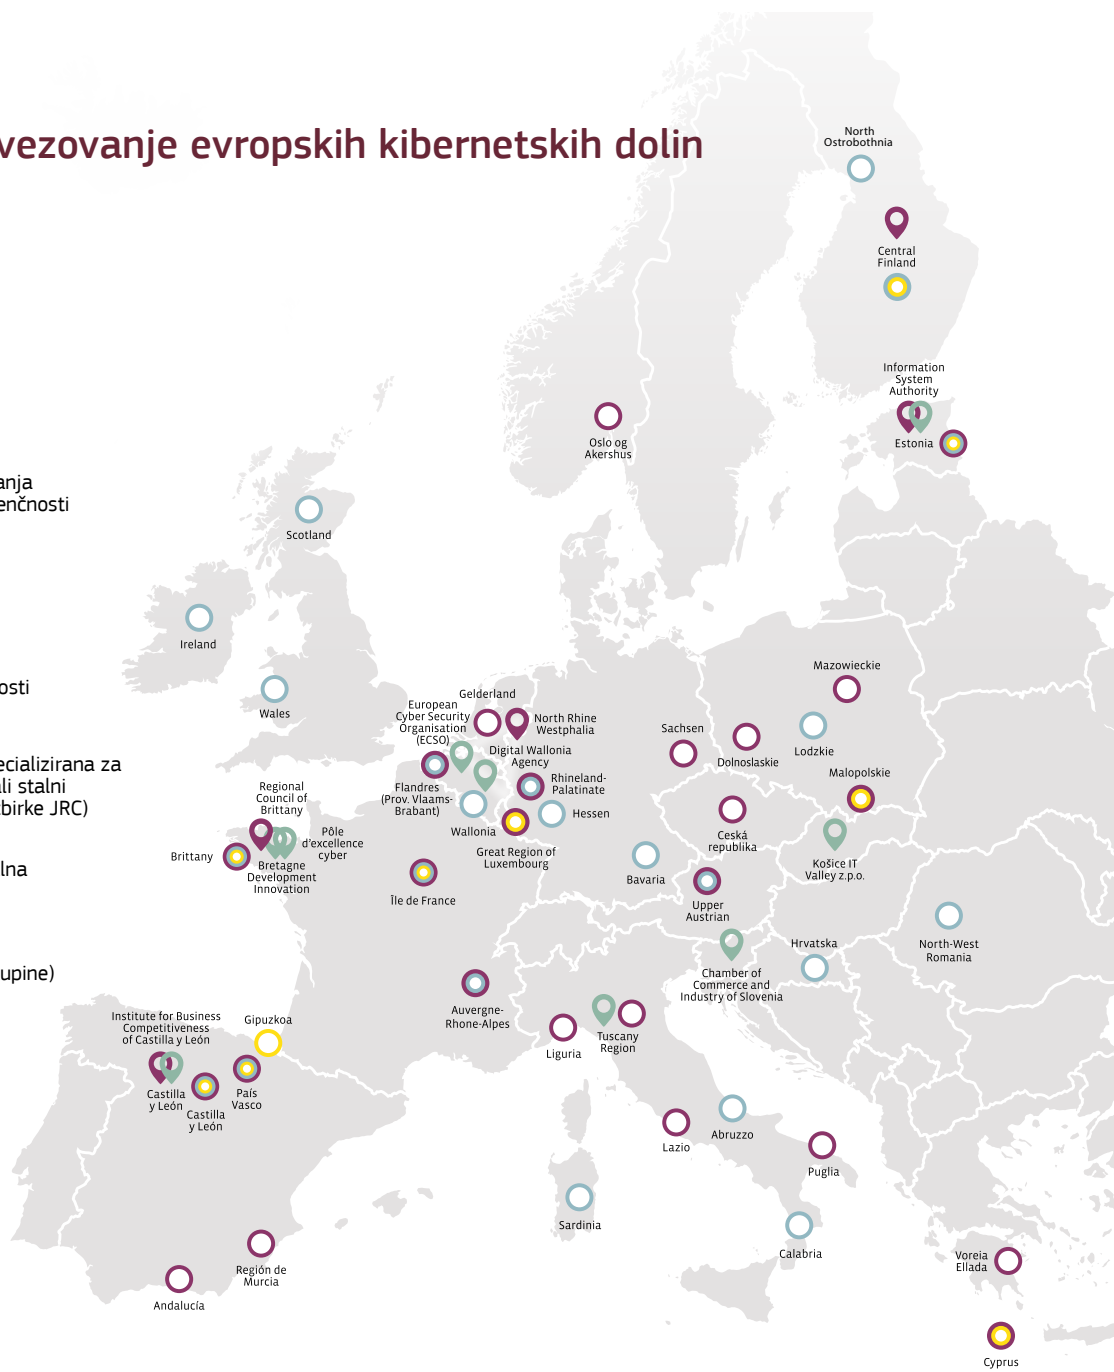 vezovanje evropskih kibernetskih dolin
North
Ostrobothnia
Central
Finland
Information
System
Authority
Estonia
Oslo og
Akershus
anja
enčnosti
Scotland
Ireland
Wales
osti
ecializirana za
ali stalni
zbirke JRC)
alna
upine)
Mazowieckie
Lodzkie
Malopolskie
Sachsen
Dolnoslaskie
Gelderland
European
Cyber Security
Organisation
(ECSO)
North Rhine
Westphalia
Digital Wallonia
Agency
Rhineland-
Palatinate
Flandres
(Prov. Vlaams-
Brabant)
Wallonia
Hessen
Great Region of
Luxembourg
Regional
Council of
Brittany
Pôle
d'excellence
cyber
Brittany
Bretagne
Development
Innovation
Île de France
Česká
republika
Košice IT
Valley z.p.o.
Bavaria
Upper
Austrian
Hrvatska
North-West
Romania
Chamber of
Commerce and
Industry of Slovenia
Auvergne-
Rhone-Alpes
Liguria
Tuscany
Region
Institute for Business
Competitiveness
of Castilla y León
Gipuzkoa
Castilla
y León
Castilla
y León
País
Vasco
Lazio
Abruzzo
Puglia
Sardinia
Calabria
Región de
Murcia
Andalucía
Voreia
Ellada
Cyprus